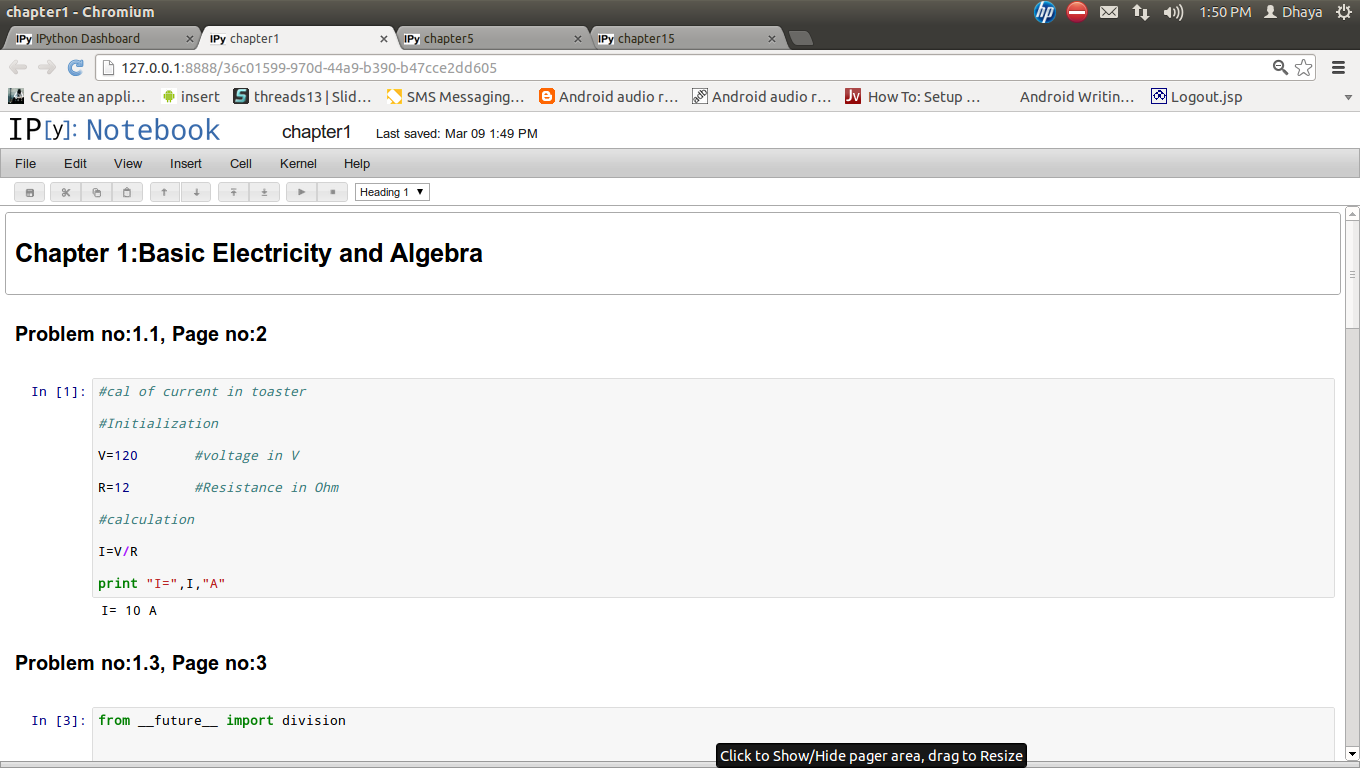 chapter1 - Chromium
hp
1:50 PM Dhaya
IPy IPython Dashboard × IPy chapter1 × IPy chapter5 × IPy chapter15 ×
127.0.0.1:8888/36c01599-970d-44a9-b390-b47cce2dd605
Create an appli... insert S threads13 | Slid... SMS Messaging... Android audio r... Android audio r... JV How To: Setup ... Android Writin... Logout.jsp
IP[y]: Notebook chapter1 Last saved: Mar 09 1:49 PM
File Edit View Insert Cell Kernel Help
Heading 1
Chapter 1:Basic Electricity and Algebra
Problem no:1.1, Page no:2
In [1]: #cal of current in toaster
#Initialization
V=120 #voltage in V
R=12 #Resistance in Ohm
#calculation
I=V/R
print "I=",I,"A"
I= 10 A
Problem no:1.3, Page no:3
In [3]: from __future__ import division
Click to Show/Hide pager area, drag to Resize